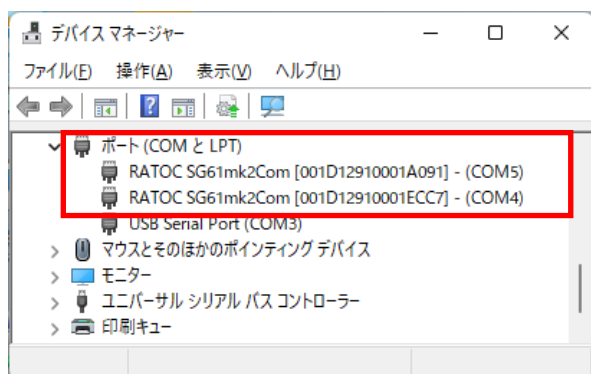 デバイス マネージャー
ファイル(F) 操作(A) 表示(V) ヘルプ(H)
ポート (COM と LPT)
RATOC SG61mk2Com [001D12910001A091] - (COM5)
RATOC SG61mk2Com [001D12910001ECC7] - (COM4)
USB Serial Port (COM3)
マウスとそのほかのポインティング デバイス
モニター
ユニバーサル シリアル バス コントローラー
印刷キュー